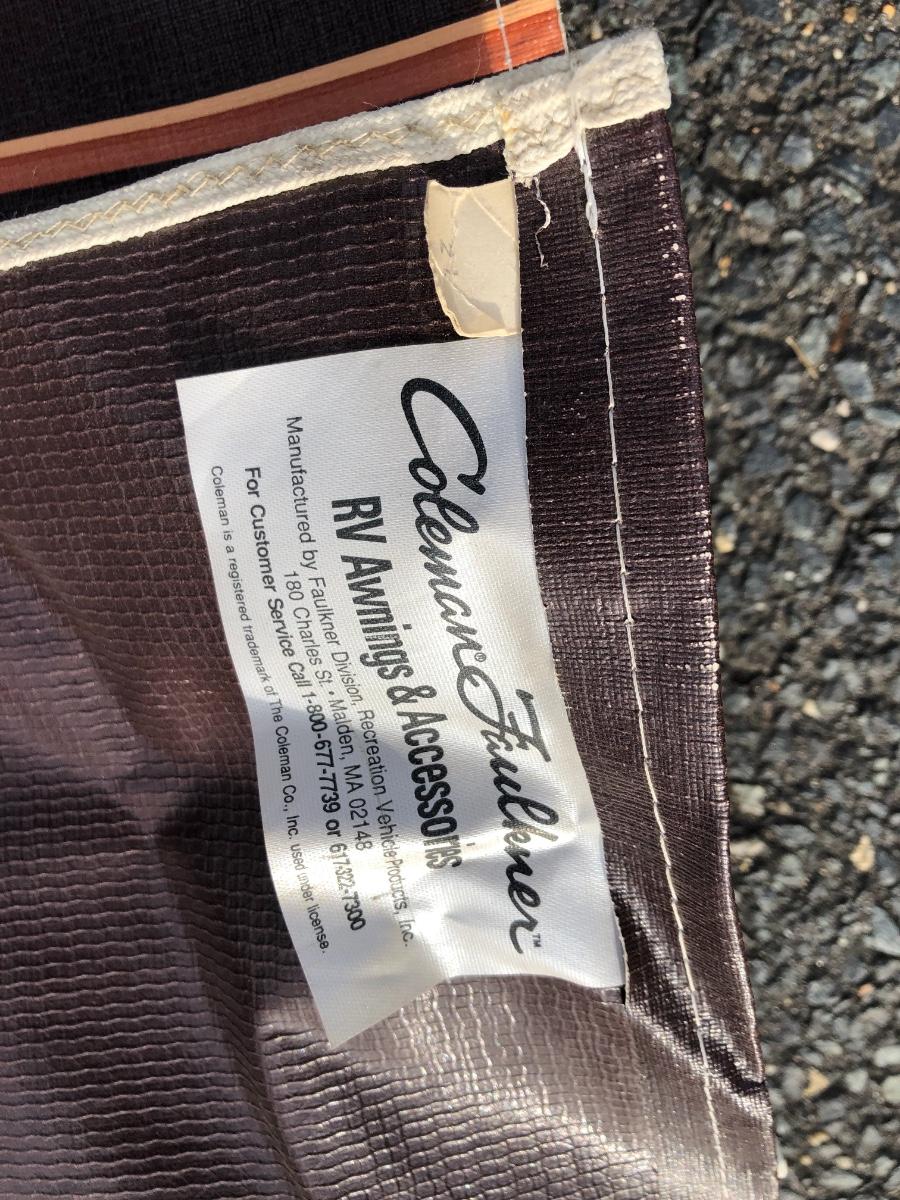 Coleman® Faulkner™
RV Awnings & Accessories
Manufactured by Faulkner Division, Recreation Vehicle Products, Inc.
180 Charles St. • Malden, MA 02148
For Customer Service Call 1-800-677-7739 or 617-322-7300
Coleman is a registered trademark of The Coleman Co., Inc. used under license.